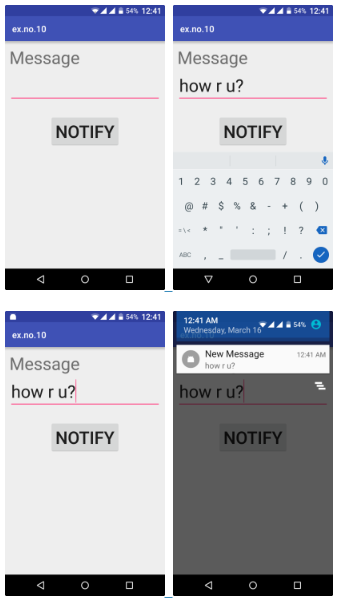 54% 12:41
ex.no.10
Message
NOTIFY
54% 12:41
ex.no.10
Message
how r u?
NOTIFY
1 2 3 4 5 6 7 8 9 0
@ # $ % & - + ( )
=\< * " ' : ; ! ?
ABC , _ / .
54% 12:41
ex.no.10
Message
how r u?
NOTIFY
12:41 AM 54%
Wednesday, March 16
New Message 12:41 AM
how r u?
how r u?
NOTIFY